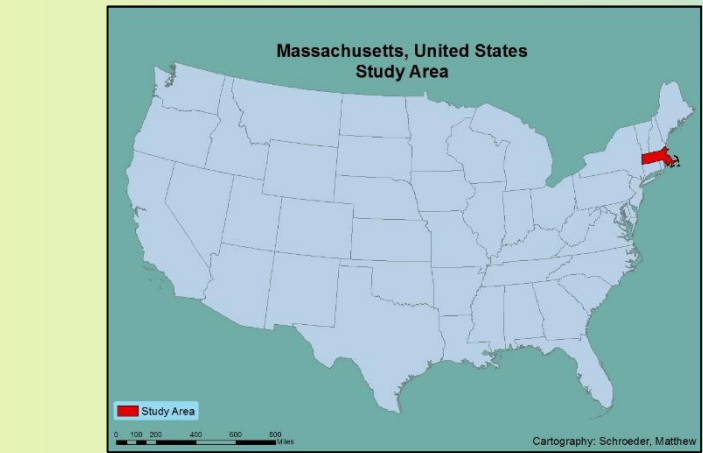 Massachusetts, United States
Study Area
Study Area
0 100 200 400 600 800
Miles
Cartography: Schroeder, Matthew